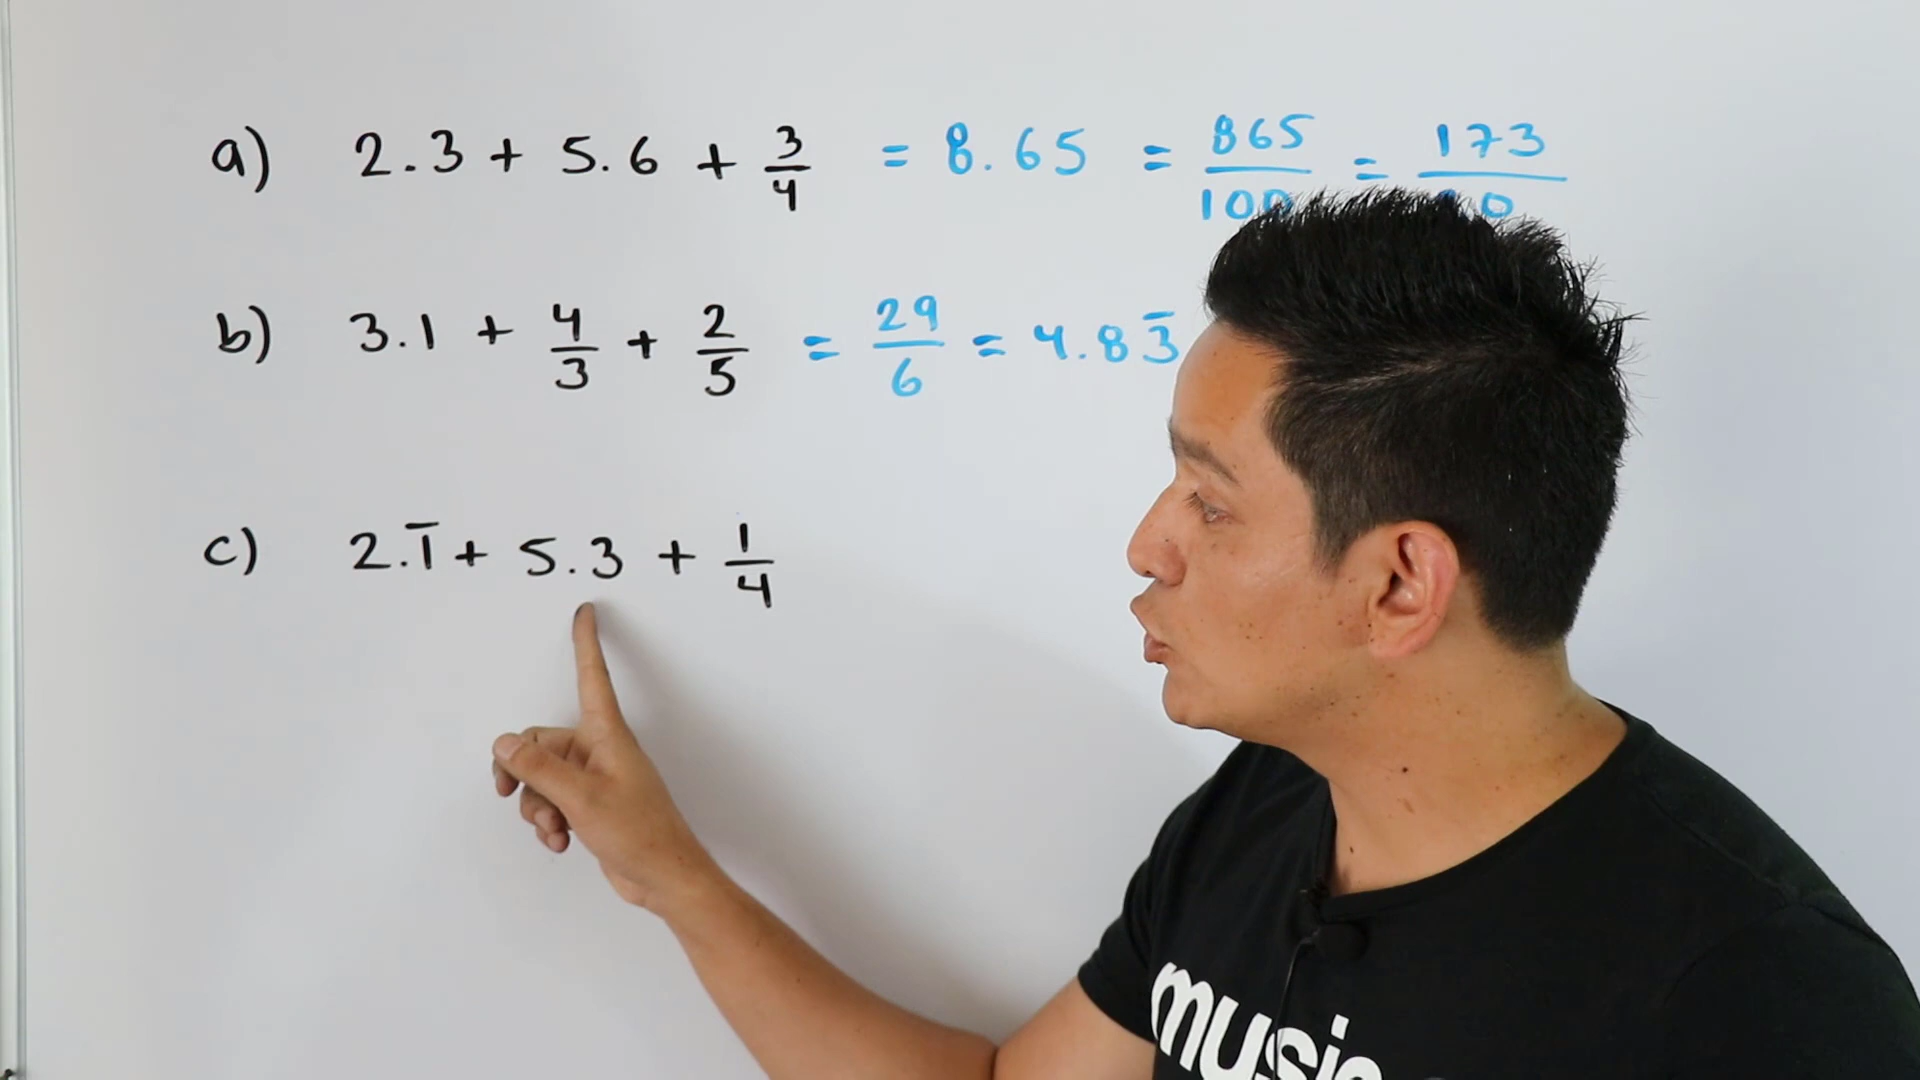 a) 2.3 + 5.6 + 3/4 = 8.65 = 865/100 = 173/
b) 3.1 + 4/3 + 2/5 = 29/6 = 4.83̅
c) 2.1̅ + 5.3 + 1/4
music